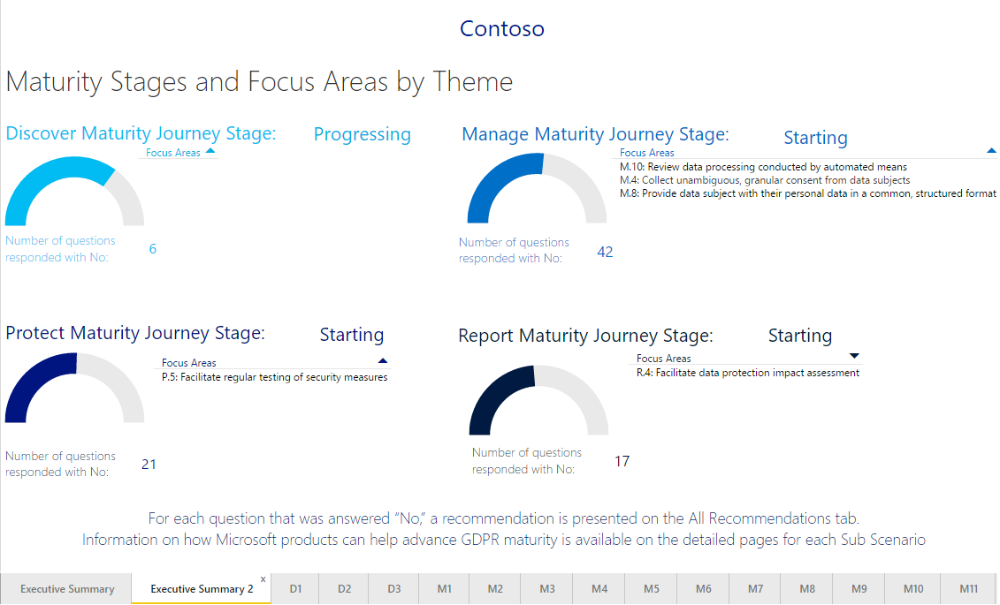 Contoso
Maturity Stages and Focus Areas by Theme
Discover Maturity Journey Stage: Progressing
Focus Areas
Number of questions
responded with No:
6
Manage Maturity Journey Stage: Starting
Focus Areas
M.10: Review data processing conducted by automated means
M.4: Collect unambiguous, granular consent from data subjects
M.8: Provide data subject with their personal data in a common, structured format
Number of questions
responded with No:
42
Protect Maturity Journey Stage: Starting
Focus Areas
P.5: Facilitate regular testing of security measures
Number of questions
responded with No:
21
Report Maturity Journey Stage: Starting
Focus Areas
R.4: Facilitate data protection impact assessment
Number of questions
responded with No:
17
For each question that was answered “No,” a recommendation is presented on the All Recommendations tab.
Information on how Microsoft products can help advance GDPR maturity is available on the detailed pages for each Sub Scenario
Executive Summary Executive Summary 2 x D1 D2 D3 M1 M2 M3 M4 M5 M6 M7 M8 M9 M10 M11